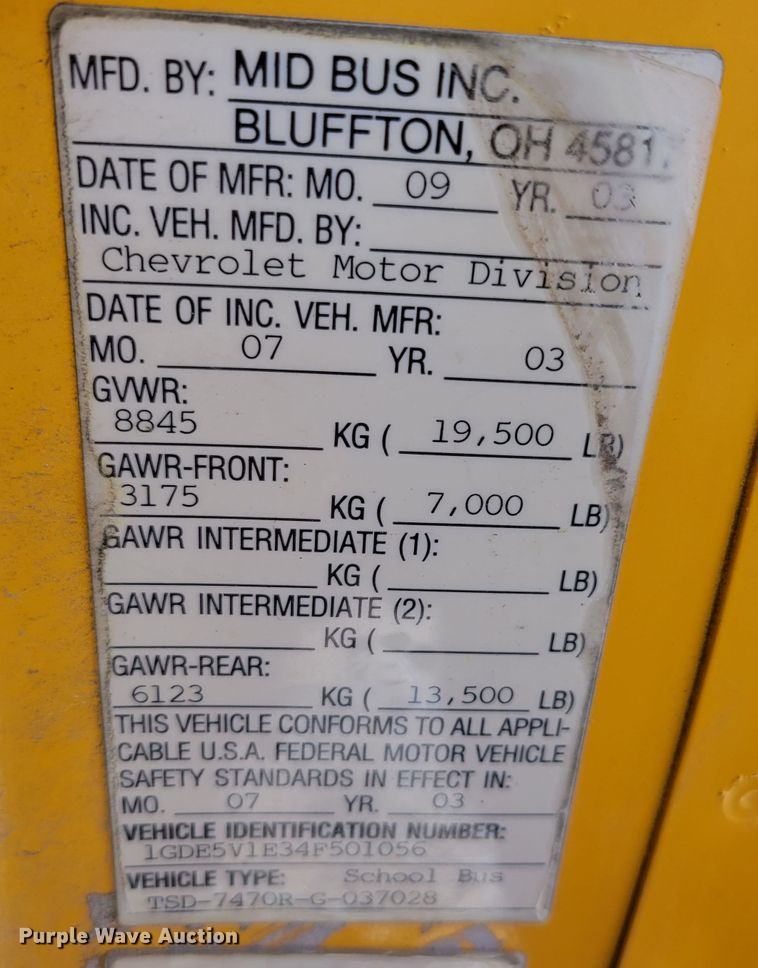 MFD. BY: MID BUS INC.
BLUFFTON, OH 4581
DATE OF MFR: MO. 09 YR. 03
INC. VEH. MFD. BY:
Chevrolet Motor Division
DATE OF INC. VEH. MFR:
MO. 07 YR. 03
GVWR:
8845 KG ( 19,500 LB)
GAWR-FRONT:
3175 KG ( 7,000 LB)
GAWR INTERMEDIATE (1):
KG ( LB)
GAWR INTERMEDIATE (2):
KG ( LB)
GAWR-REAR:
6123 KG ( 13,500 LB)
THIS VEHICLE CONFORMS TO ALL APPLI-
CABLE U.S.A. FEDERAL MOTOR VEHICLE
SAFETY STANDARDS IN EFFECT IN:
MO. 07 YR. 03
VEHICLE IDENTIFICATION NUMBER:
1GDE5V1E34F501056
VEHICLE TYPE: School Bus
TSD-7470R-G-037028
Purple Wave Auction